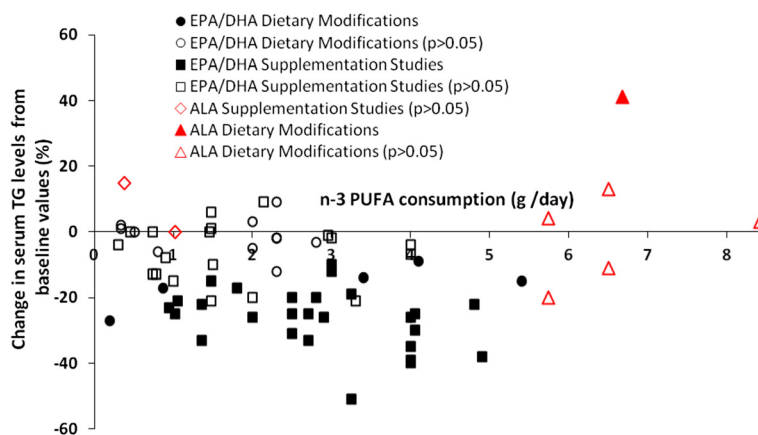 EPA/DHA Dietary Modifications
EPA/DHA Dietary Modifications (p>0.05)
EPA/DHA Supplementation Studies
EPA/DHA Supplementation Studies (p>0.05)
ALA Supplementation Studies (p>0.05)
ALA Dietary Modifications
ALA Dietary Modifications (p>0.05)
Change in serum TG levels from
baseline values (%)
60
40
20
0
-20
-40
-60
n-3 PUFA consumption (g /day)
0 1 2 3 4 5 6 7 8